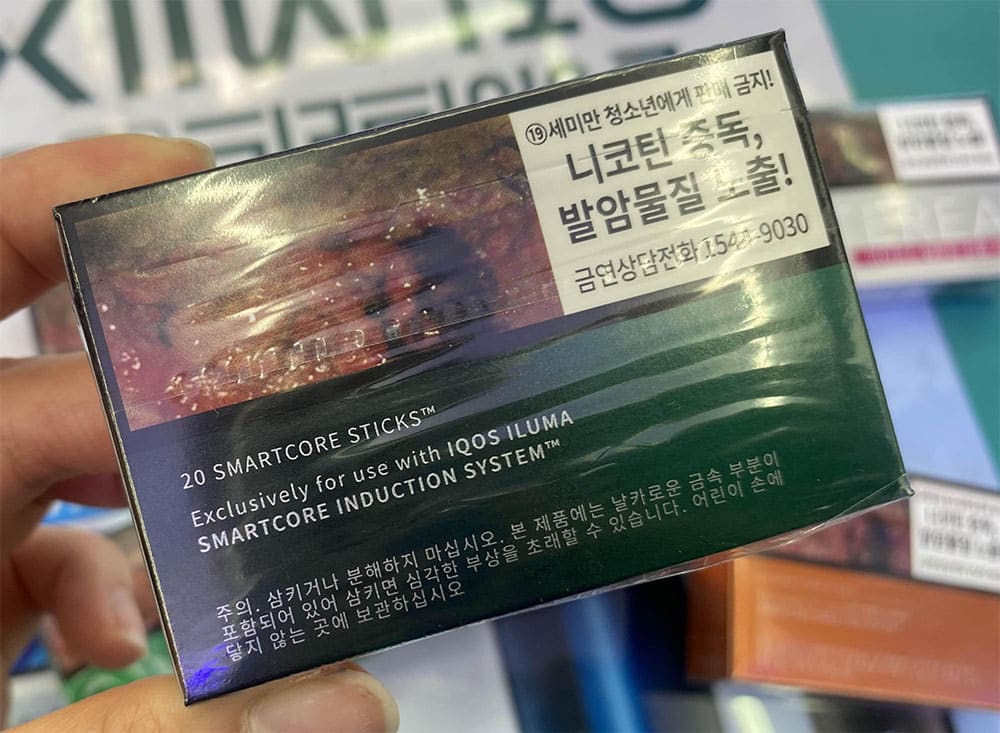 ⑲세미만 청소년에게 판매 금지!
니코틴 중독,
발암물질 노출!
금연상담전화 1544-9030
20 SMARTCORE STICKS™
Exclusively for use with IQOS ILUMA
SMARTCORE INDUCTION SYSTEM™
주의. 삼키거나 분해하지 마십시오. 본 제품에는 날카로운 금속 부분이
포함되어 있어 삼키면 심각한 부상을 초래할 수 있습니다. 어린이 손에
닿지 않는 곳에 보관하십시오